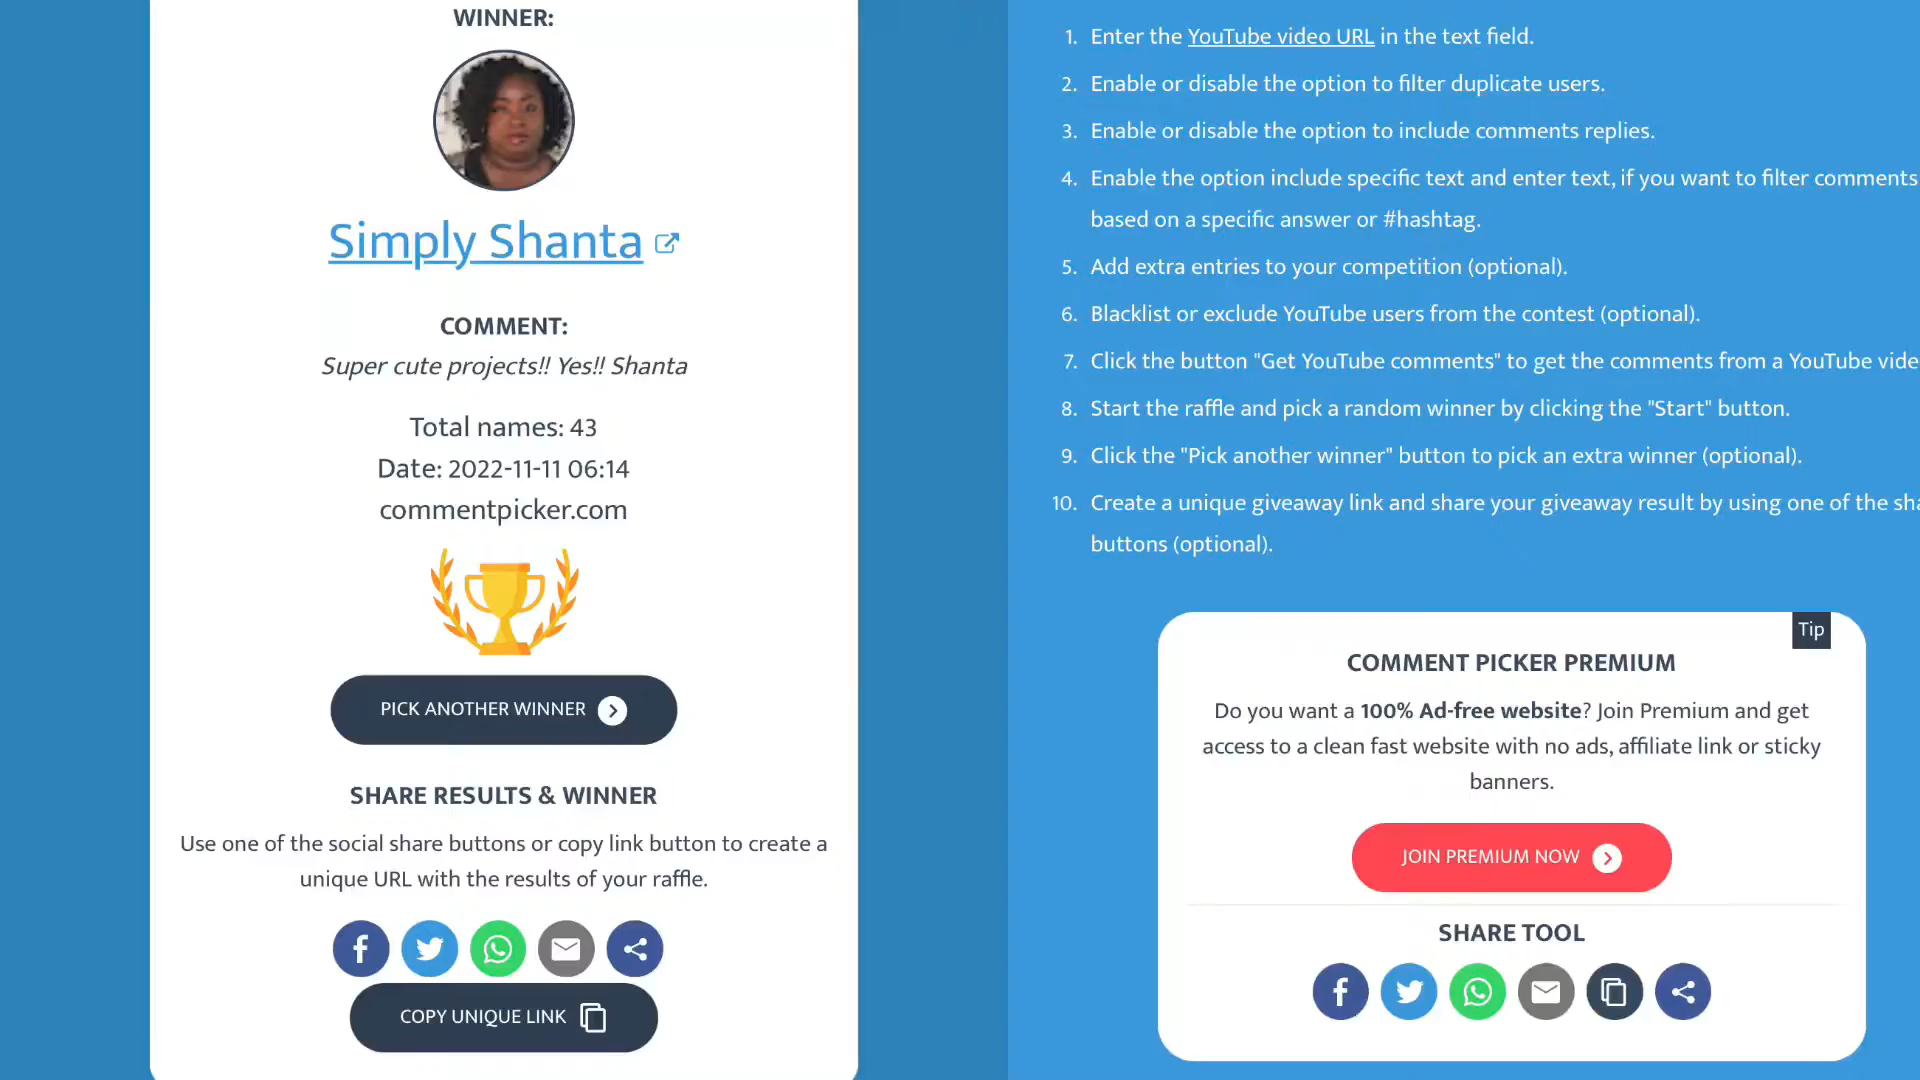 WINNER:
Simply Shanta
COMMENT:
Super cute projects!! Yes!! Shanta
Total names: 43
Date: 2022-11-11 06:14
commentpicker.com
PICK ANOTHER WINNER
SHARE RESULTS & WINNER
Use one of the social share buttons or copy link button to create a
unique URL with the results of your raffle.
COPY UNIQUE LINK
1. Enter the YouTube video URL in the text field.
2. Enable or disable the option to filter duplicate users.
3. Enable or disable the option to include comments replies.
4. Enable the option include specific text and enter text, if you want to filter comments
based on a specific answer or #hashtag.
5. Add extra entries to your competition (optional).
6. Blacklist or exclude YouTube users from the contest (optional).
7. Click the button "Get YouTube comments" to get the comments from a YouTube vide
8. Start the raffle and pick a random winner by clicking the "Start" button.
9. Click the "Pick another winner" button to pick an extra winner (optional).
10. Create a unique giveaway link and share your giveaway result by using one of the sha
buttons (optional).
Tip
COMMENT PICKER PREMIUM
Do you want a 100% Ad-free website? Join Premium and get
access to a clean fast website with no ads, affiliate link or sticky
banners.
JOIN PREMIUM NOW
SHARE TOOL